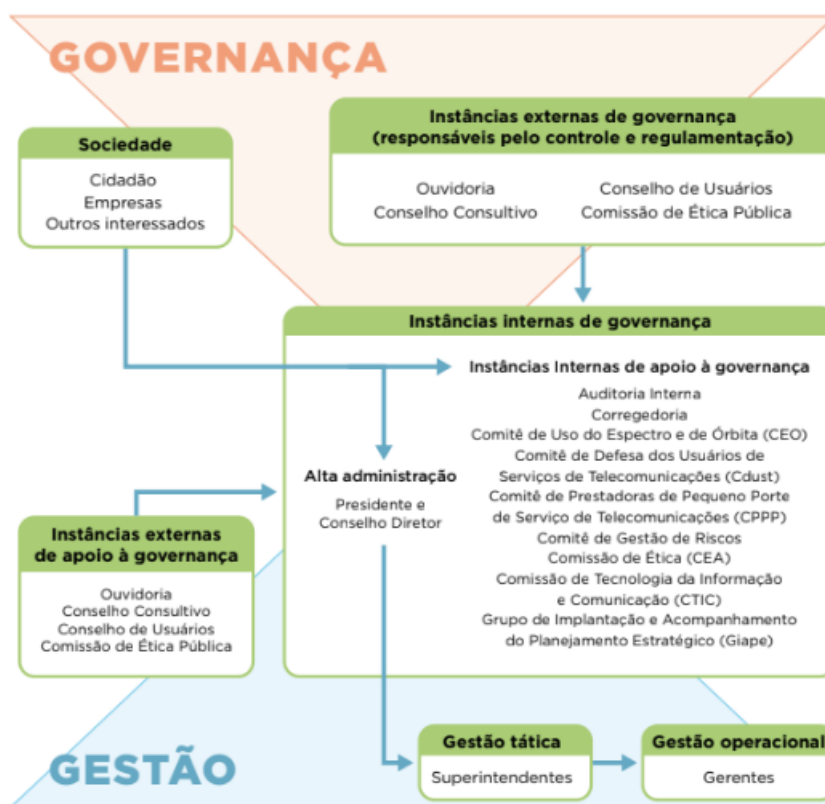 GOVERNANÇA
Sociedade
Cidadão
Empresas
Outros interessados
Instâncias externas de governança
(responsáveis pelo controle e regulamentação)
Ouvidoria
Conselho Consultivo
Conselho de Usuários
Comissão de Ética Pública
Instâncias internas de governança
Instâncias Internas de apoio à governança
Auditoria Interna
Corregedoria
Comitê de Uso do Espectro e de Órbita (CEO)
Comitê de Defesa dos Usuários de
Serviços de Telecomunicações (Cdust)
Comitê de Prestadoras de Pequeno Porte
de Serviço de Telecomunicações (CPPP)
Comitê de Gestão de Riscos
Comissão de Ética (CEA)
Comissão de Tecnologia da Informação
e Comunicação (CTIC)
Grupo de Implantação e Acompanhamento
do Planejamento Estratégico (Giape)
Alta administração
Presidente e
Conselho Diretor
Instâncias externas
de apoio à governança
Ouvidoria
Conselho Consultivo
Conselho de Usuários
Comissão de Ética Pública
GESTÃO
Gestão tática
Superintendentes
Gestão operacional
Gerentes